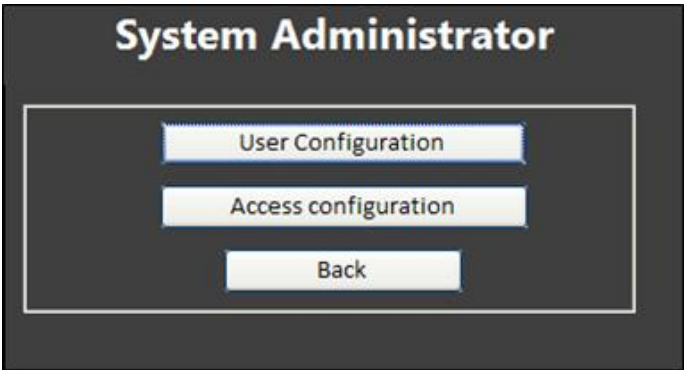 System Administrator
User Configuration
Access configuration
Back